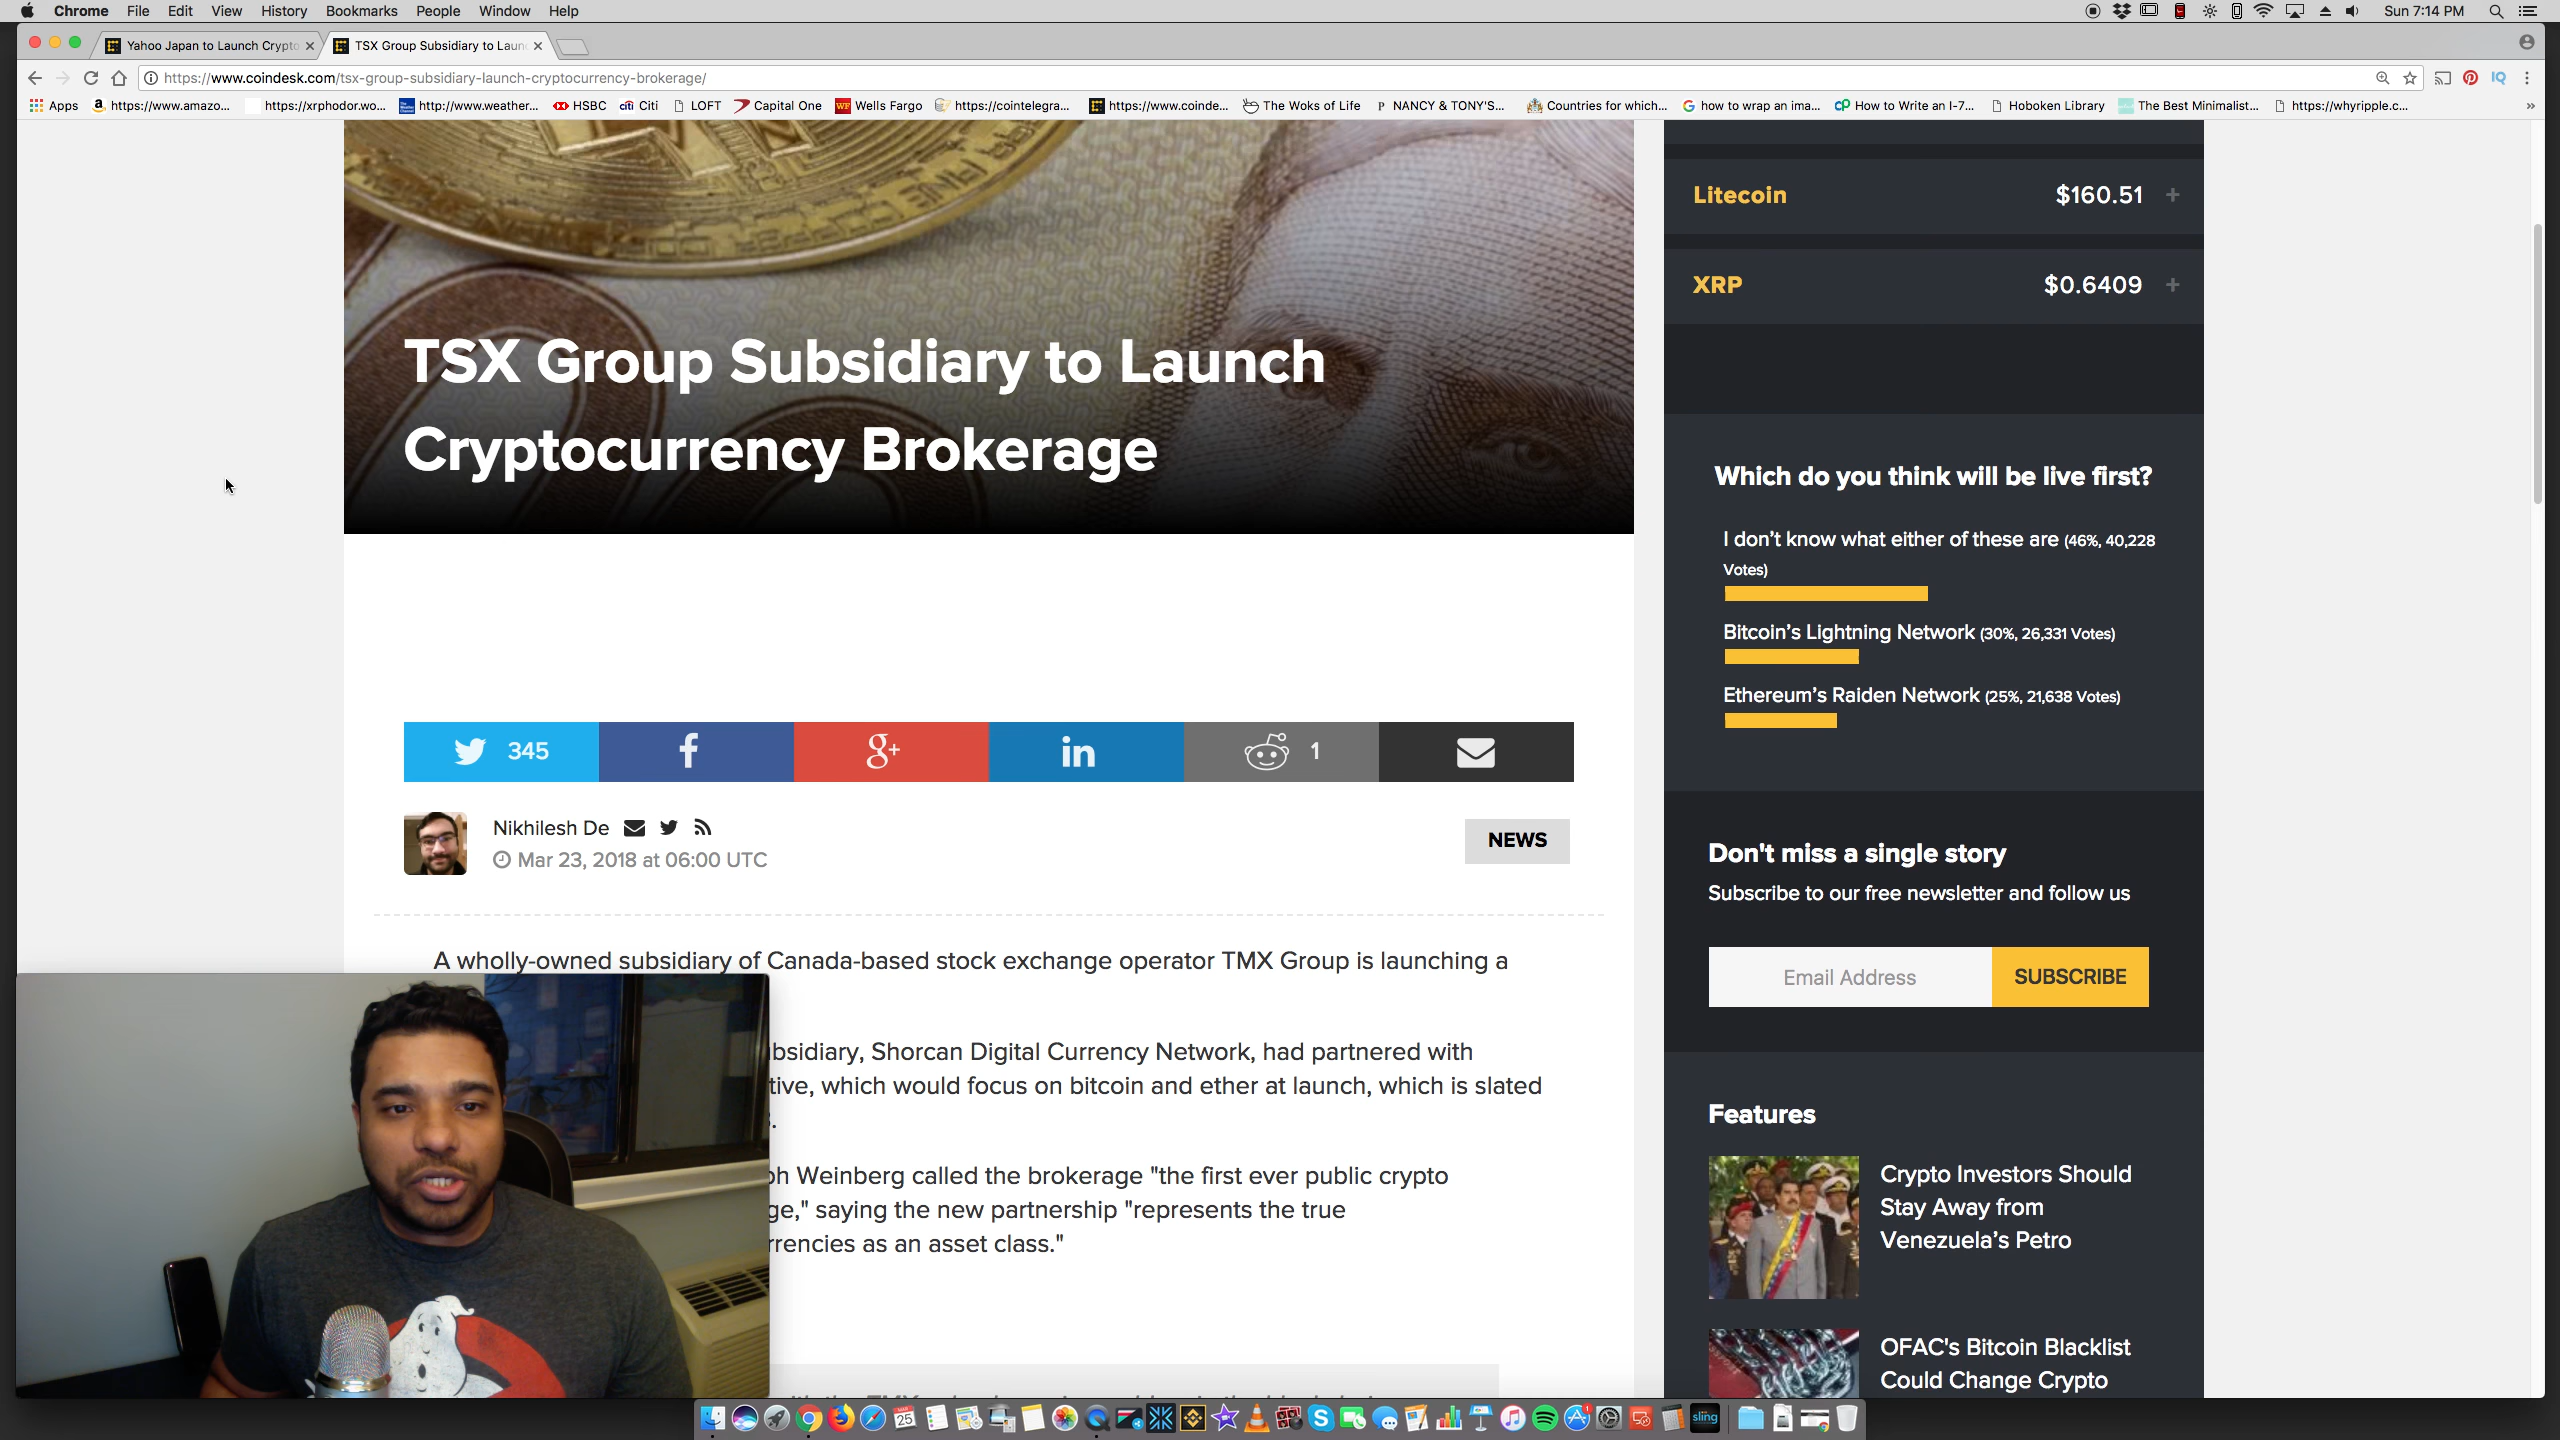 Chrome File Edit View History Bookmarks People Window Help
Sun 7:14 PM
Yahoo Japan to Launch Crypto
TSX Group Subsidiary to Laun
https://www.coindesk.com/tsx-group-subsidiary-launch-cryptocurrency-brokerage/
Apps https://www.amazo... https://xrphodor.wo... http://www.weather... HSBC Citi LOFT Capital One Wells Fargo https://cointelegra... https://www.coinde... The Woks of Life NANCY & TONY'S... Countries for which... how to wrap an ima... How to Write an I-7... Hoboken Library The Best Minimalist... https://whyripple.c... »
TSX Group Subsidiary to Launch
Cryptocurrency Brokerage
345
1
Nikhilesh De
Mar 23, 2018 at 06:00 UTC
NEWS
A wholly-owned subsidiary of Canada-based stock exchange operator TMX Group is launching a
bsidiary, Shorcan Digital Currency Network, had partnered with
tive, which would focus on bitcoin and ether at launch, which is slated
ph Weinberg called the brokerage "the first ever public crypto
ge," saying the new partnership "represents the true
rrencies as an asset class."
Litecoin $160.51 +
XRP $0.6409 +
Which do you think will be live first?
I don't know what either of these are (46%, 40,228
Votes)
Bitcoin's Lightning Network (30%, 26,331 Votes)
Ethereum's Raiden Network (25%, 21,638 Votes)
Don't miss a single story
Subscribe to our free newsletter and follow us
Email Address
SUBSCRIBE
Features
Crypto Investors Should
Stay Away from
Venezuela's Petro
OFAC's Bitcoin Blacklist
Could Change Crypto
25
sling